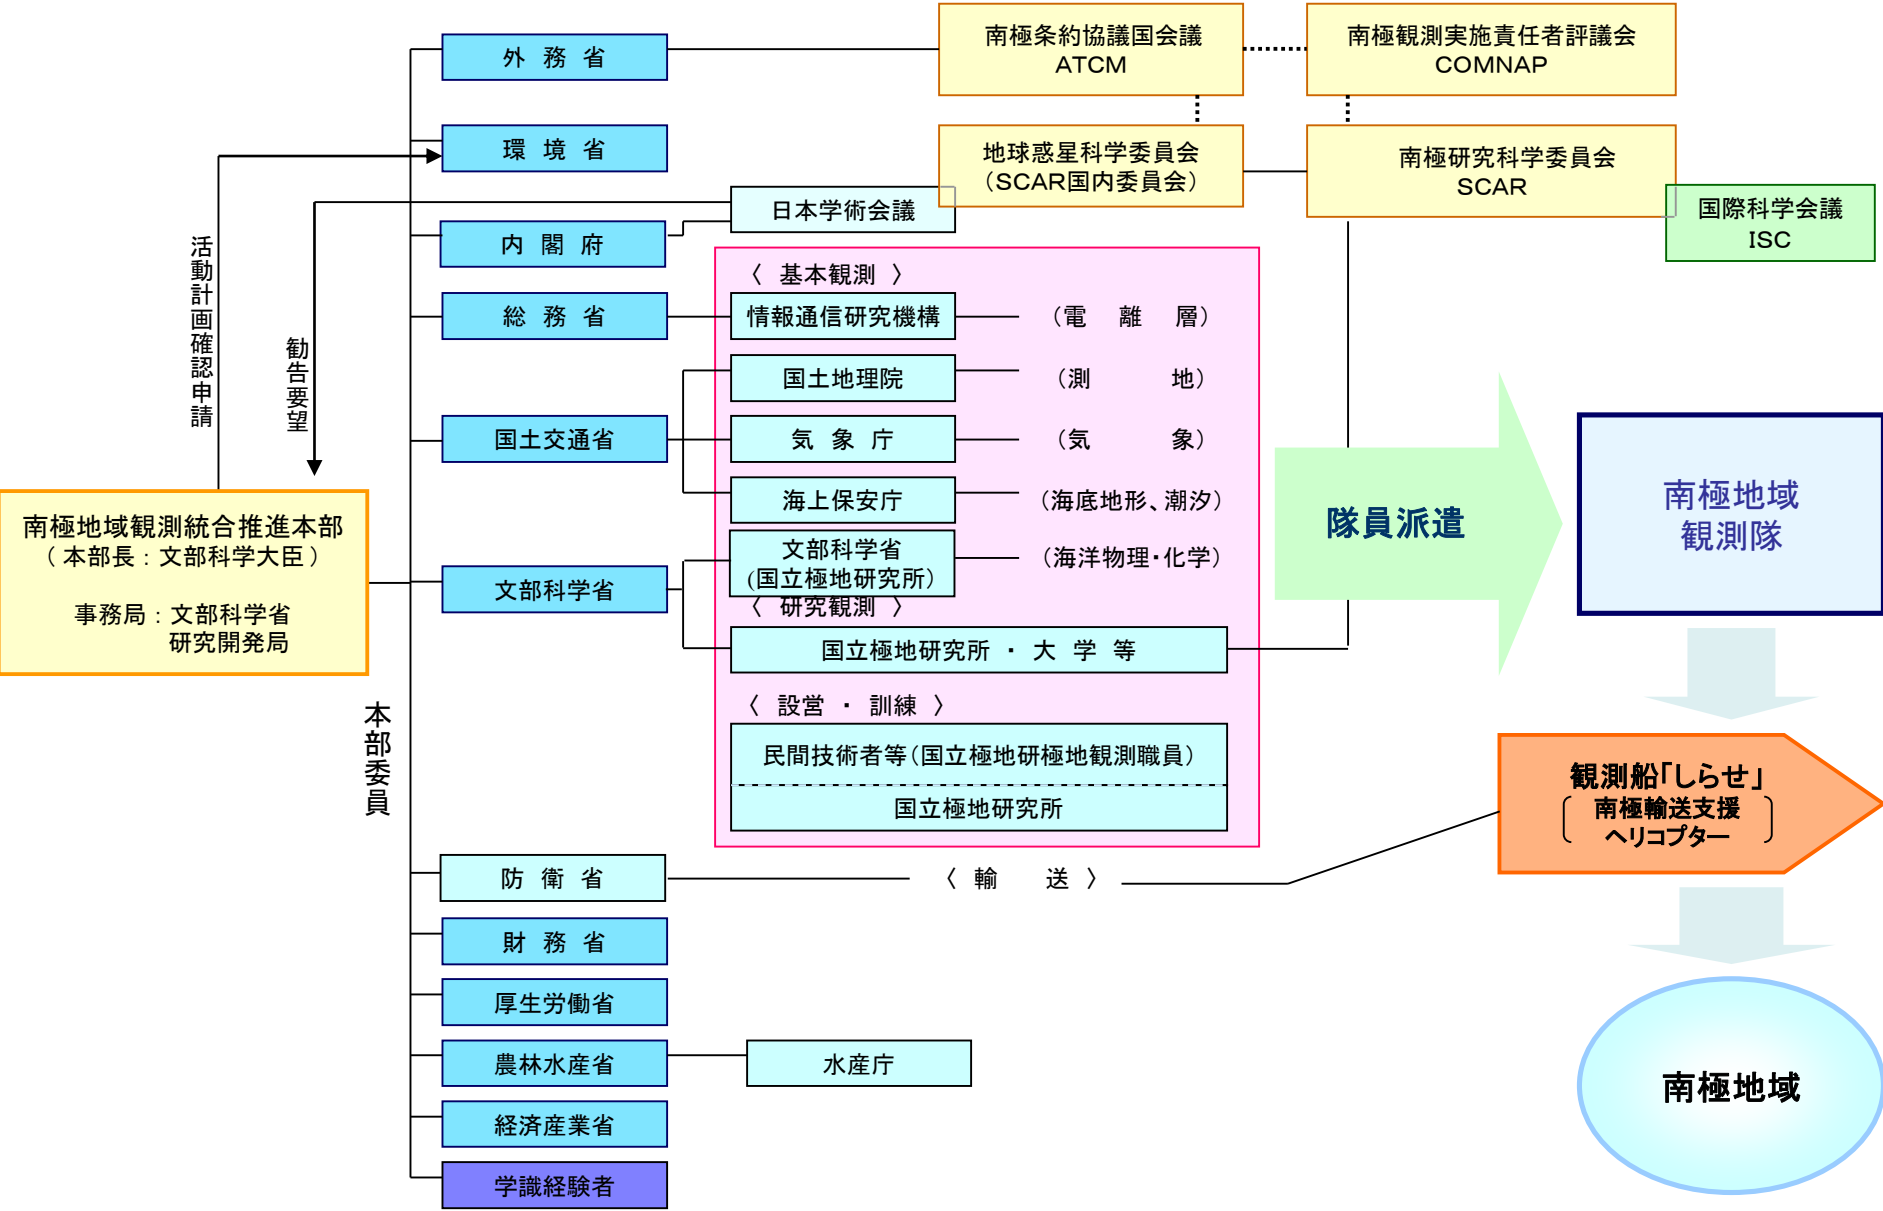 外 務 省
南極条約協議国会議
ATCM
南極観測実施責任者評議会
COMNAP
環 境 省
地球惑星科学委員会
（SCAR国内委員会）
南極研究科学委員会
SCAR
日本学術会議
国際科学会議
ISC
内 閣 府
活動計画確認申請
勧告要望
〈 基本観測 〉
総 務 省
情報通信研究機構
（電 離 層）
国土地理院
（測 地）
国土交通省
気 象 庁
（気 象）
海上保安庁
（海底地形、潮汐）
隊員派遣
南極地域
観測隊
南極地域観測統合推進本部
（ 本部長 : 文部科学大臣 ）
事務局 : 文部科学省
研究開発局
文部科学省
文部科学省
(国立極地研究所）
（海洋物理・化学）
〈 研究観測 〉
国立極地研究所 ・ 大 学 等
本部委員
〈 設営 ・ 訓練 〉
民間技術者等（国立極地研極地観測職員）
国立極地研究所
観測船「しらせ」
南極輸送支援
ヘリコプター
防 衛 省
〈 輸 送 〉
財 務 省
厚生労働省
農林水産省
水産庁
南極地域
経済産業省
学識経験者